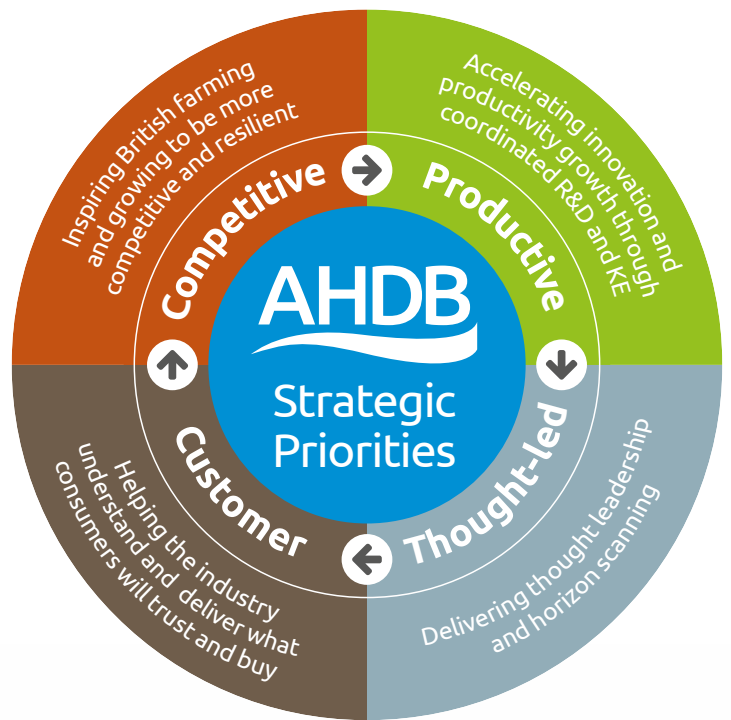 AHDB
Strategic
Priorities
Competitive
Inspiring British farming
and growing to be more
competitive and resilient
Productive
Accelerating innovation and
productivity growth through
coordinated R&D and KE
Thought-led
Delivering thought leadership
and horizon scanning
Customer
Helping the industry
understand and deliver what
consumers will trust and buy